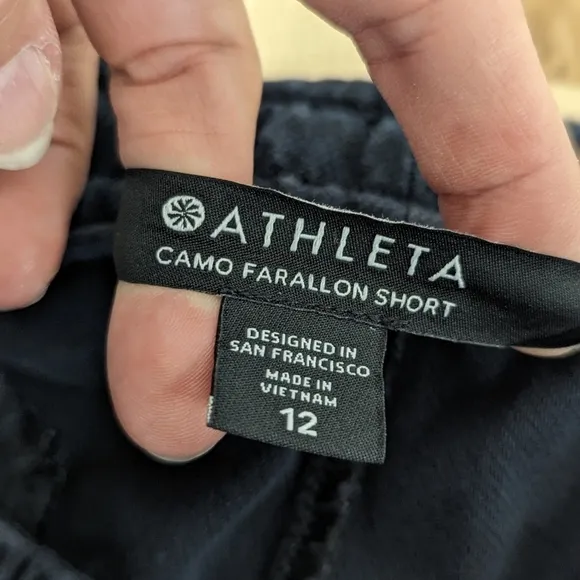 ATHLETA
CAMO FARALLON SHORT
DESIGNED IN
SAN FRANCISCO
MADE IN
VIETNAM
12